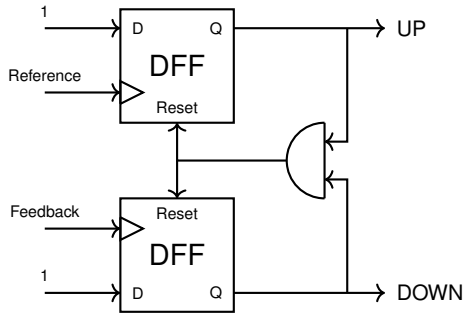 1
D
Q
UP
DFF
Reference
Reset
Feedback
Reset
DFF
1
D
Q
DOWN